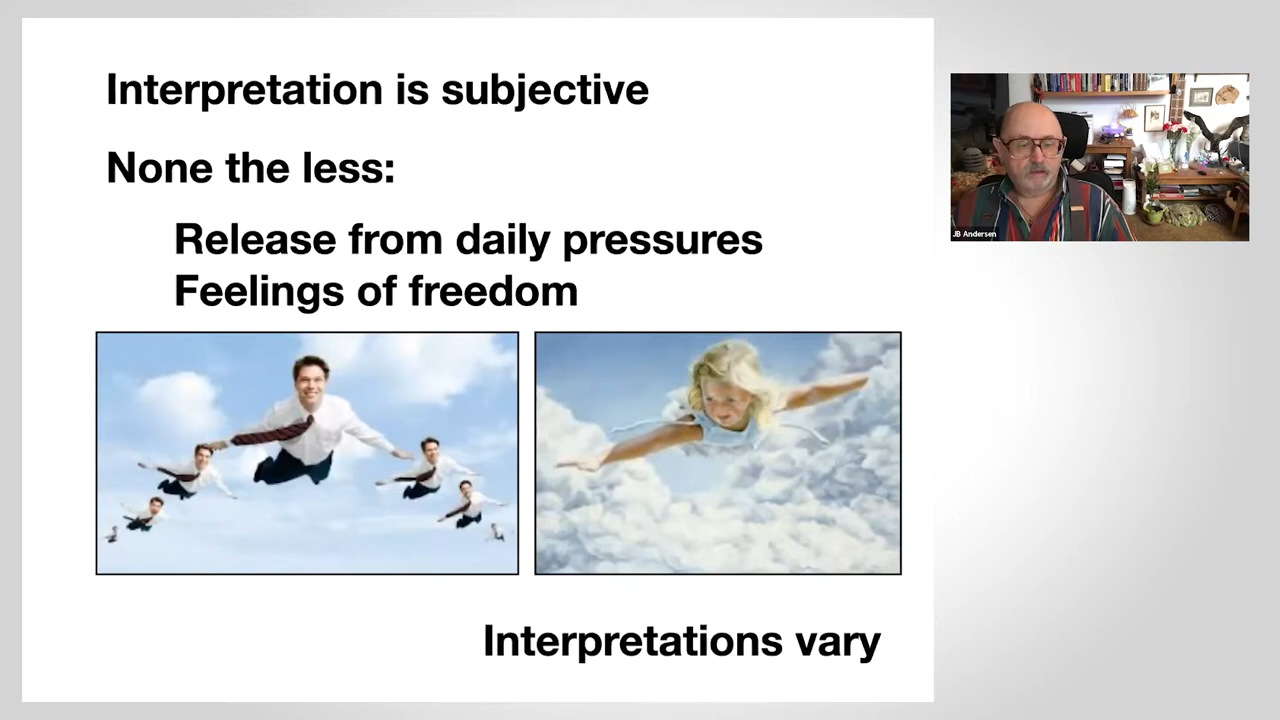 Interpretation is subjective
None the less:
Release from daily pressures
Feelings of freedom
Interpretations vary
JB Andersen